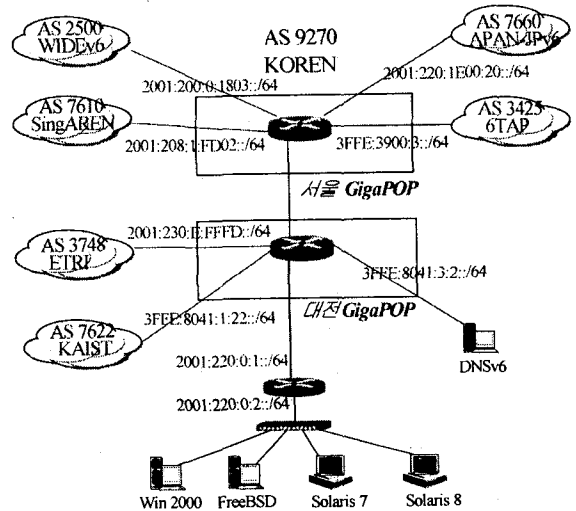 AS 2500
WIDEv6
AS 9270
KOREN
AS 7660
APAN-JPv6
2001:200:0:1803::/64
2001:220:1E00:20::/64
AS 7610
SingAREN
AS 3425
6TAP
2001:208:1:FD02::/64
3FFE:3900:3::/64
서울 GigaPOP
2001:230:E:FFFD::/64
AS 3748
ETRI
3FFE:8041:3:2::/64
3FFE:8041:1:22::/64
대전 GigaPOP
AS 7622
KAIST
2001:220:0:1::/64
DNSv6
2001:220:0:2::/64
Win 2000
FreeBSD
Solaris 7
Solaris 8